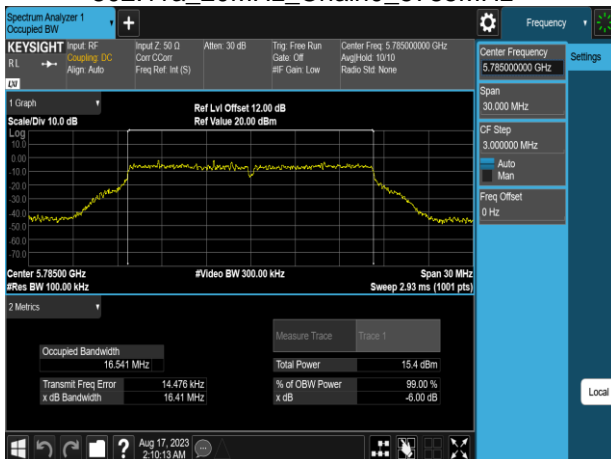 Spectrum Analyzer 1
Occupied BW
+
Frequency
KEYSIGHT
RL
LXI
Input: RF
Coupling: DC
Align: Auto
Input Z: 50 Ω
Corr CCorr
Freq Ref: Int (S)
Atten: 30 dB
Trig: Free Run
Gate: Off
#IF Gain: Low
Center Freq: 5.785000000 GHz
Avg|Hold: 10/10
Radio Std: None
Center Frequency
5.785000000 GHz
Settings
Span
30.000 MHz
CF Step
3.000000 MHz
Auto
Man
Freq Offset
0 Hz
Local
1 Graph
Scale/Div 10.0 dB
Ref Lvl Offset 12.00 dB
Ref Value 20.00 dBm
Log
10.0
0.00
-10.0
-20.0
-30.0
-40.0
-50.0
-60.0
-70.0
Center 5.78500 GHz
#Res BW 100.00 kHz
#Video BW 300.00 kHz
Span 30 MHz
Sweep 2.93 ms (1001 pts)
2 Metrics
Measure Trace
Trace 1
Occupied Bandwidth
16.541 MHz
Total Power
15.4 dBm
Transmit Freq Error
14.476 kHz
% of OBW Power
99.00 %
x dB Bandwidth
16.41 MHz
x dB
-6.00 dB
?
Aug 17, 2023
2:10:13 AM